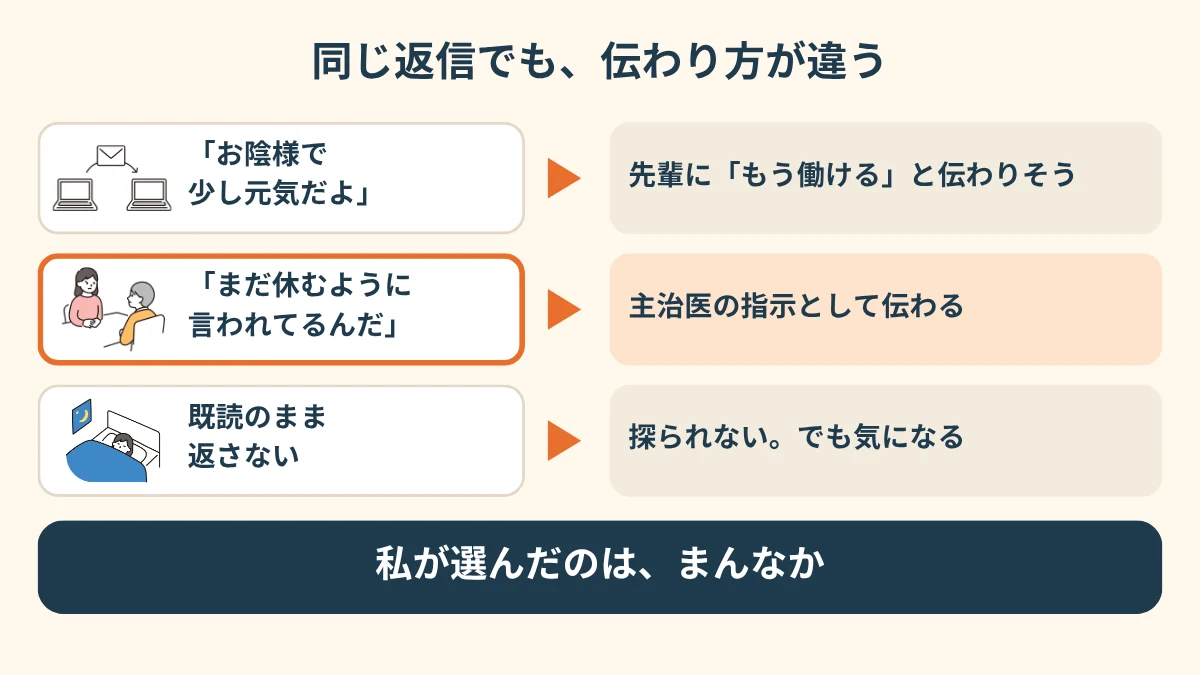 同じ返信でも、伝わり方が違う
「お陰様で
少し元気だよ」
先輩に「もう働ける」と伝わりそう
「まだ休むように
言われてるんだ」
主治医の指示として伝わる
既読のまま
返さない
探られない。でも気になる
私が選んだのは、まんなか